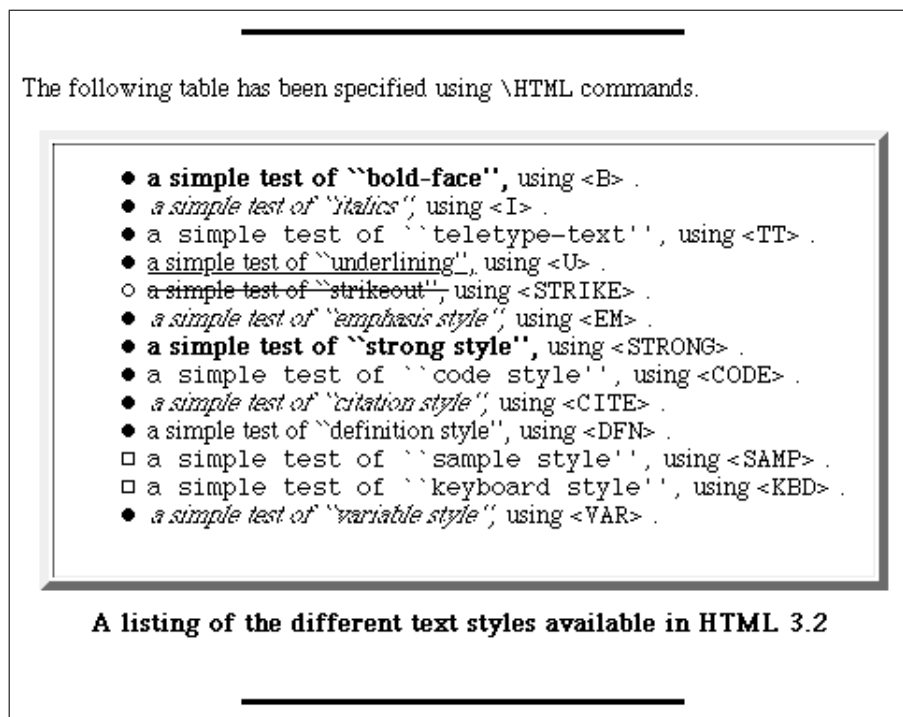 The following table has been specified using \HTML commands.
● a simple test of ``bold-face'', using <B> .
● a simple test of ``italics'', using <I> .
● a simple test of ``teletype-text'', using <TT> .
● a simple test of ``underlining'', using <U> .
○ a simple test of ``strikeout'', using <STRIKE> .
● a simple test of ``emphasis style'', using <EM> .
● a simple test of ``strong style'', using <STRONG> .
● a simple test of ``code style'', using <CODE> .
● a simple test of ``citation style'', using <CITE> .
● a simple test of ``definition style'', using <DFN> .
□ a simple test of ``sample style'', using <SAMP> .
□ a simple test of ``keyboard style'', using <KBD> .
● a simple test of ``variable style'', using <VAR> .
A listing of the different text styles available in HTML 3.2